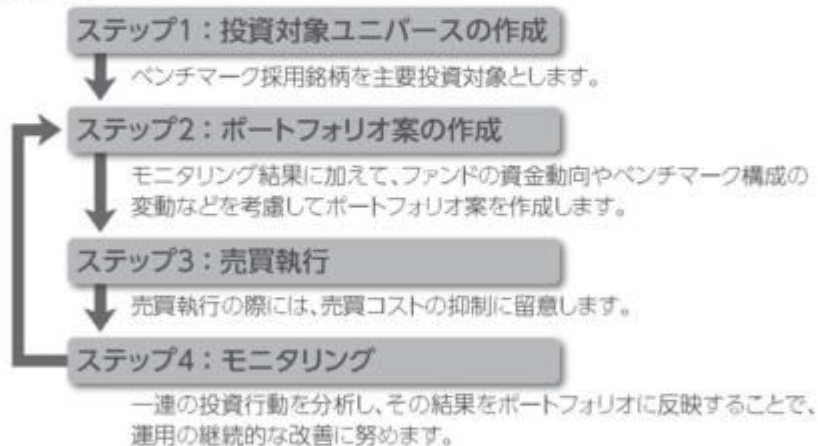 ステップ1：投資対象ユニバースの作成
ベンチマーク採用銘柄を主要投資対象とします。
ステップ2：ポートフォリオ案の作成
モニタリング結果に加えて、ファンドの資金動向やベンチマーク構成の
変動などを考慮してポートフォリオ案を作成します。
ステップ3：売買執行
売買執行の際には、売買コストの抑制に留意します。
ステップ4：モニタリング
一連の投資行動を分析し、その結果をポートフォリオに反映することで、
運用の継続的な改善に努めます。